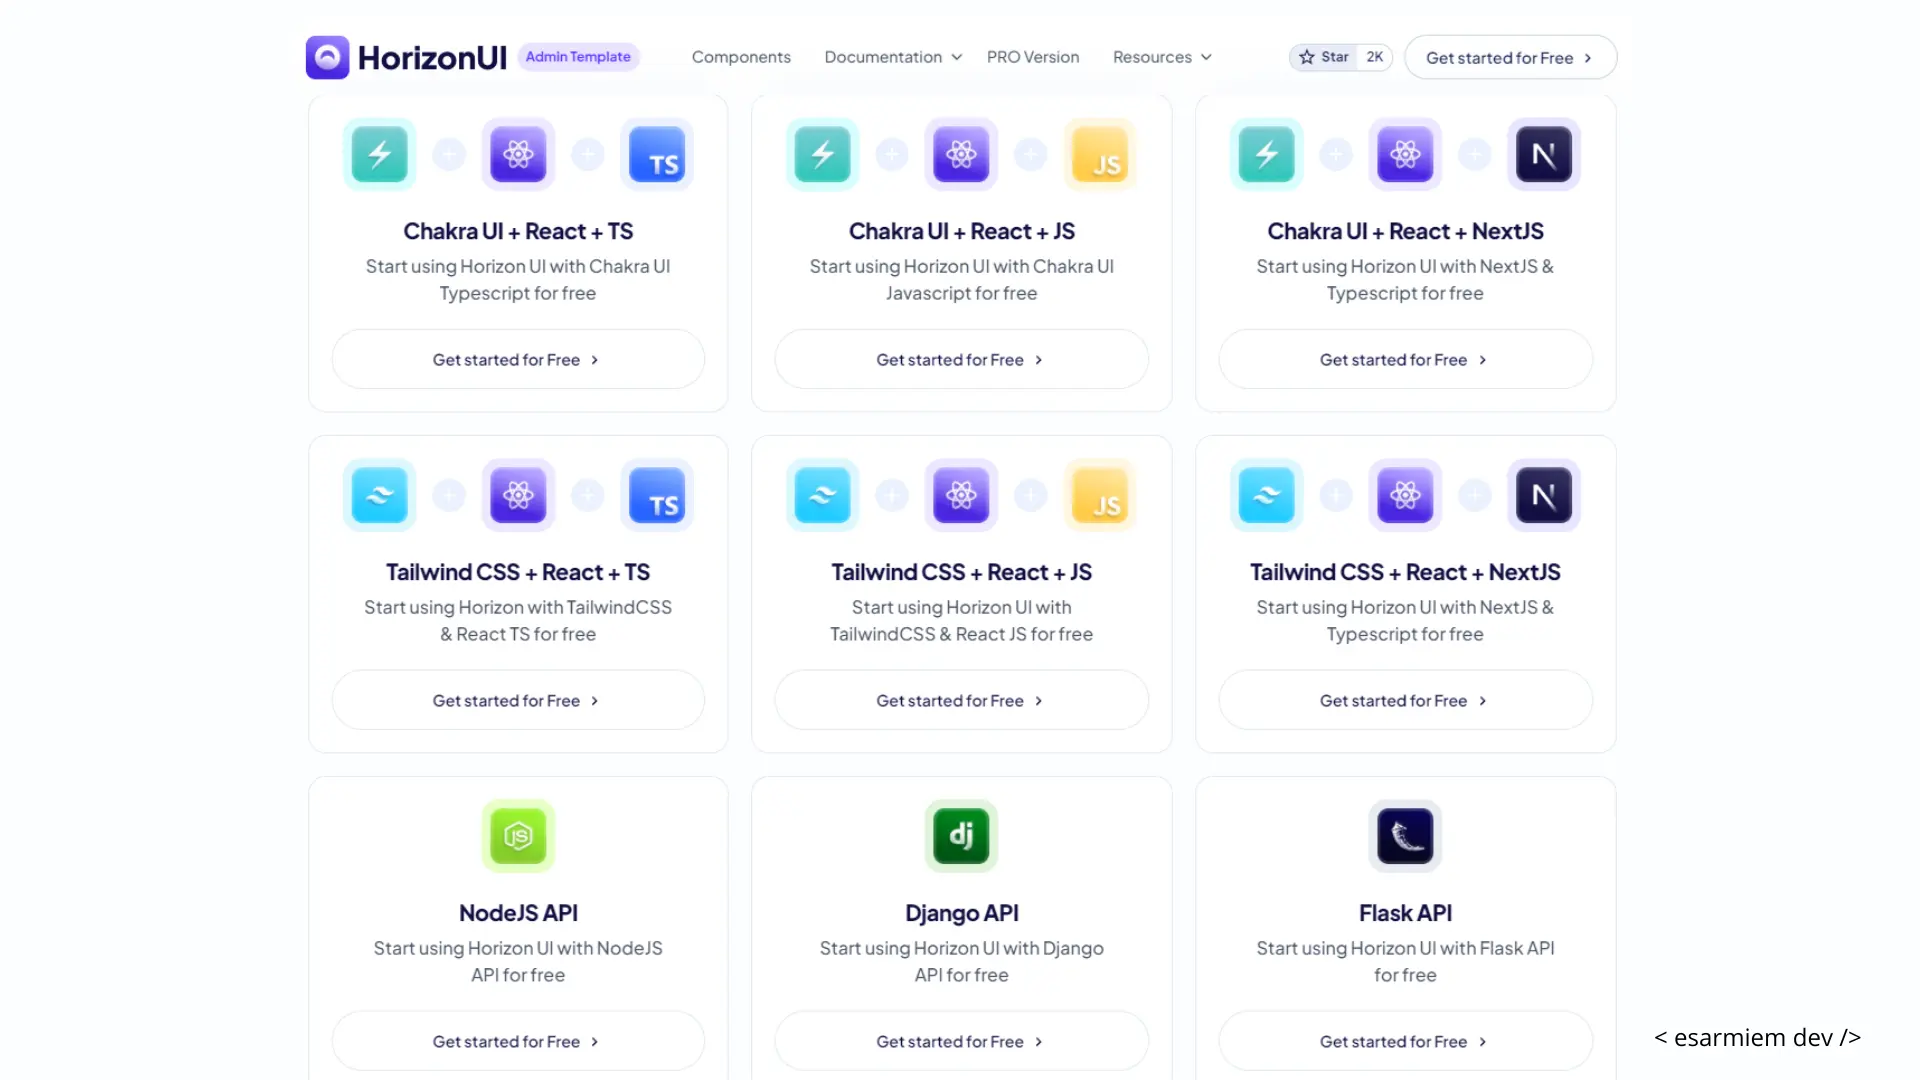 HorizonUI Admin Template Components Documentation PRO Version Resources Star 2K Get started for Free
TS JS N
Chakra UI + React + TS
Start using Horizon UI with Chakra UI
Typescript for free
Get started for Free
Chakra UI + React + JS
Start using Horizon UI with Chakra UI
Javascript for free
Get started for Free
Chakra UI + React + NextJS
Start using Horizon UI with NextJS &
Typescript for free
Get started for Free
TS JS N
Tailwind CSS + React + TS
Start using Horizon with TailwindCSS
& React TS for free
Get started for Free
Tailwind CSS + React + JS
Start using Horizon UI with
TailwindCSS & React JS for free
Get started for Free
Tailwind CSS + React + NextJS
Start using Horizon UI with NextJS &
Typescript for free
Get started for Free
JS
NodeJS API
Start using Horizon UI with NodeJS
API for free
Get started for Free
dj
Django API
Start using Horizon UI with Django
API for free
Get started for Free
Flask API
Start using Horizon UI with Flask API
for free
Get started for Free
< esarmiem dev />